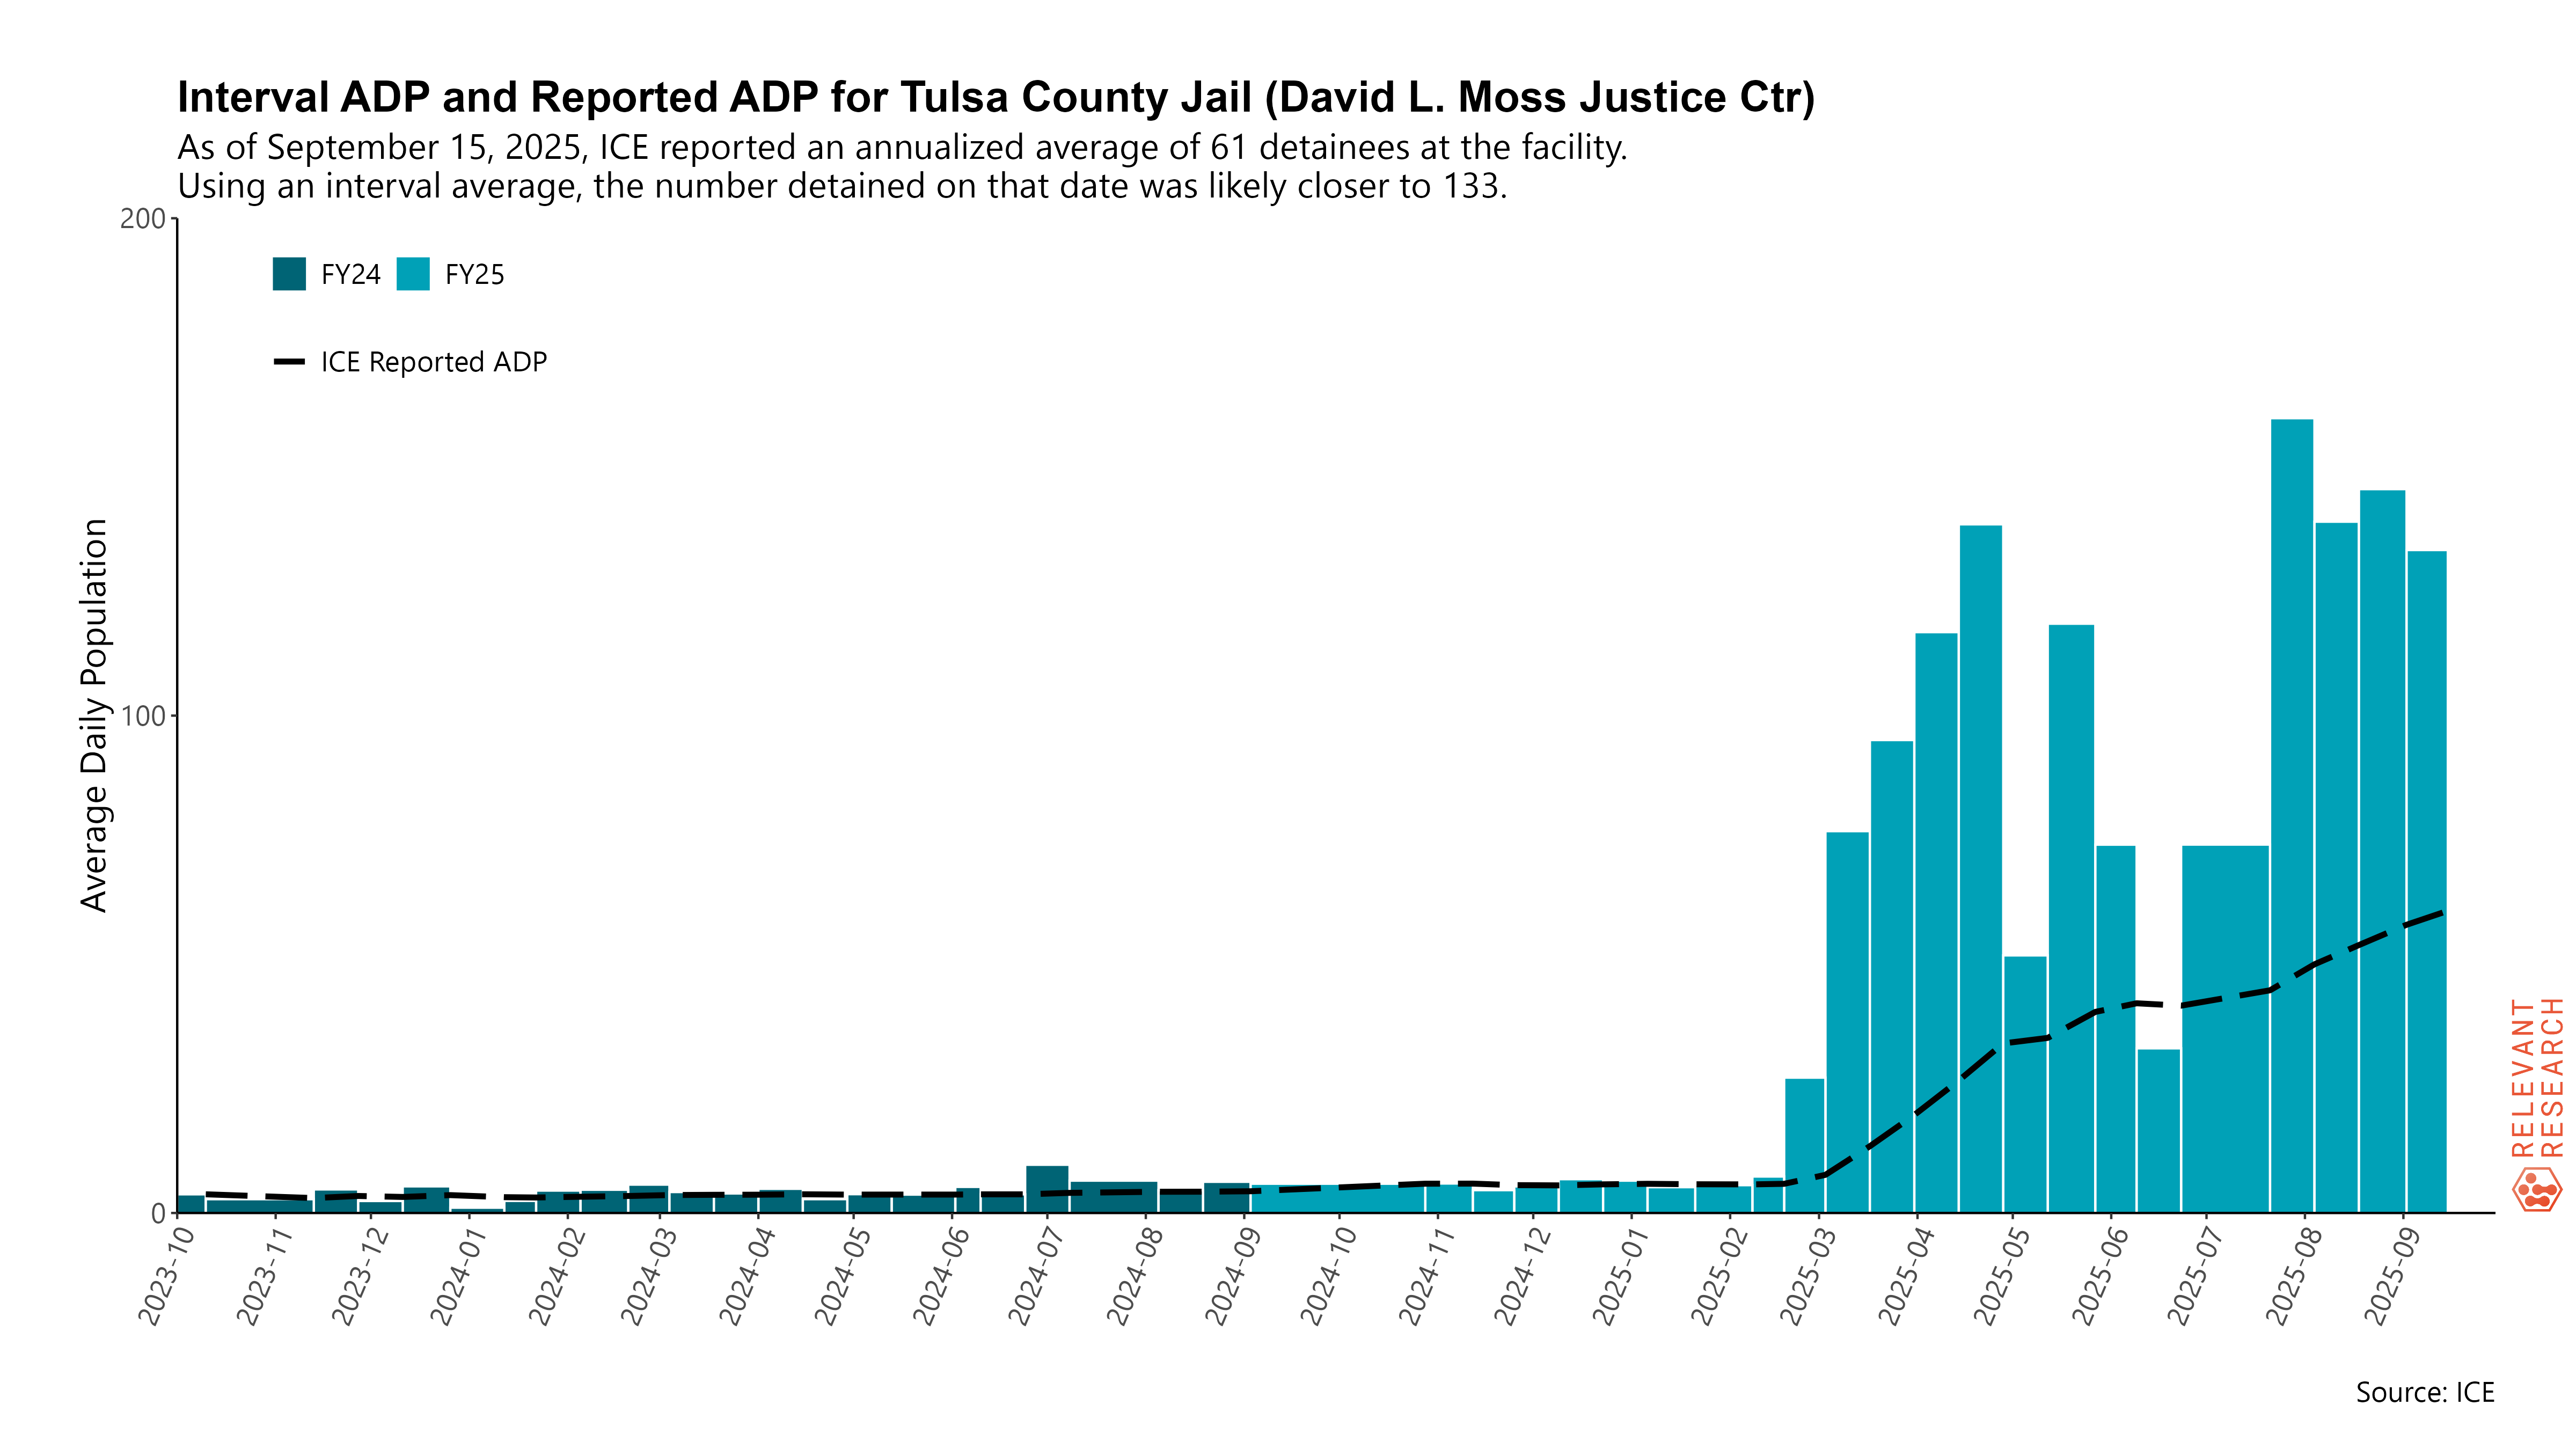 Interval ADP and Reported ADP for Tulsa County Jail (David L. Moss Justice Ctr)
As of September 15, 2025, ICE reported an annualized average of 61 detainees at the facility.
Using an interval average, the number detained on that date was likely closer to 133.
200
FY24
FY25
ICE Reported ADP
Average Daily Population
100
0
2023-10
2023-11
2023-12
2024-01
2024-02
2024-03
2024-04
2024-05
2024-06
2024-07
2024-08
2024-09
2024-10
2024-11
2024-12
2025-01
2025-02
2025-03
2025-04
2025-05
2025-06
2025-07
2025-08
2025-09
RELEVANT
RESEARCH
Source: ICE